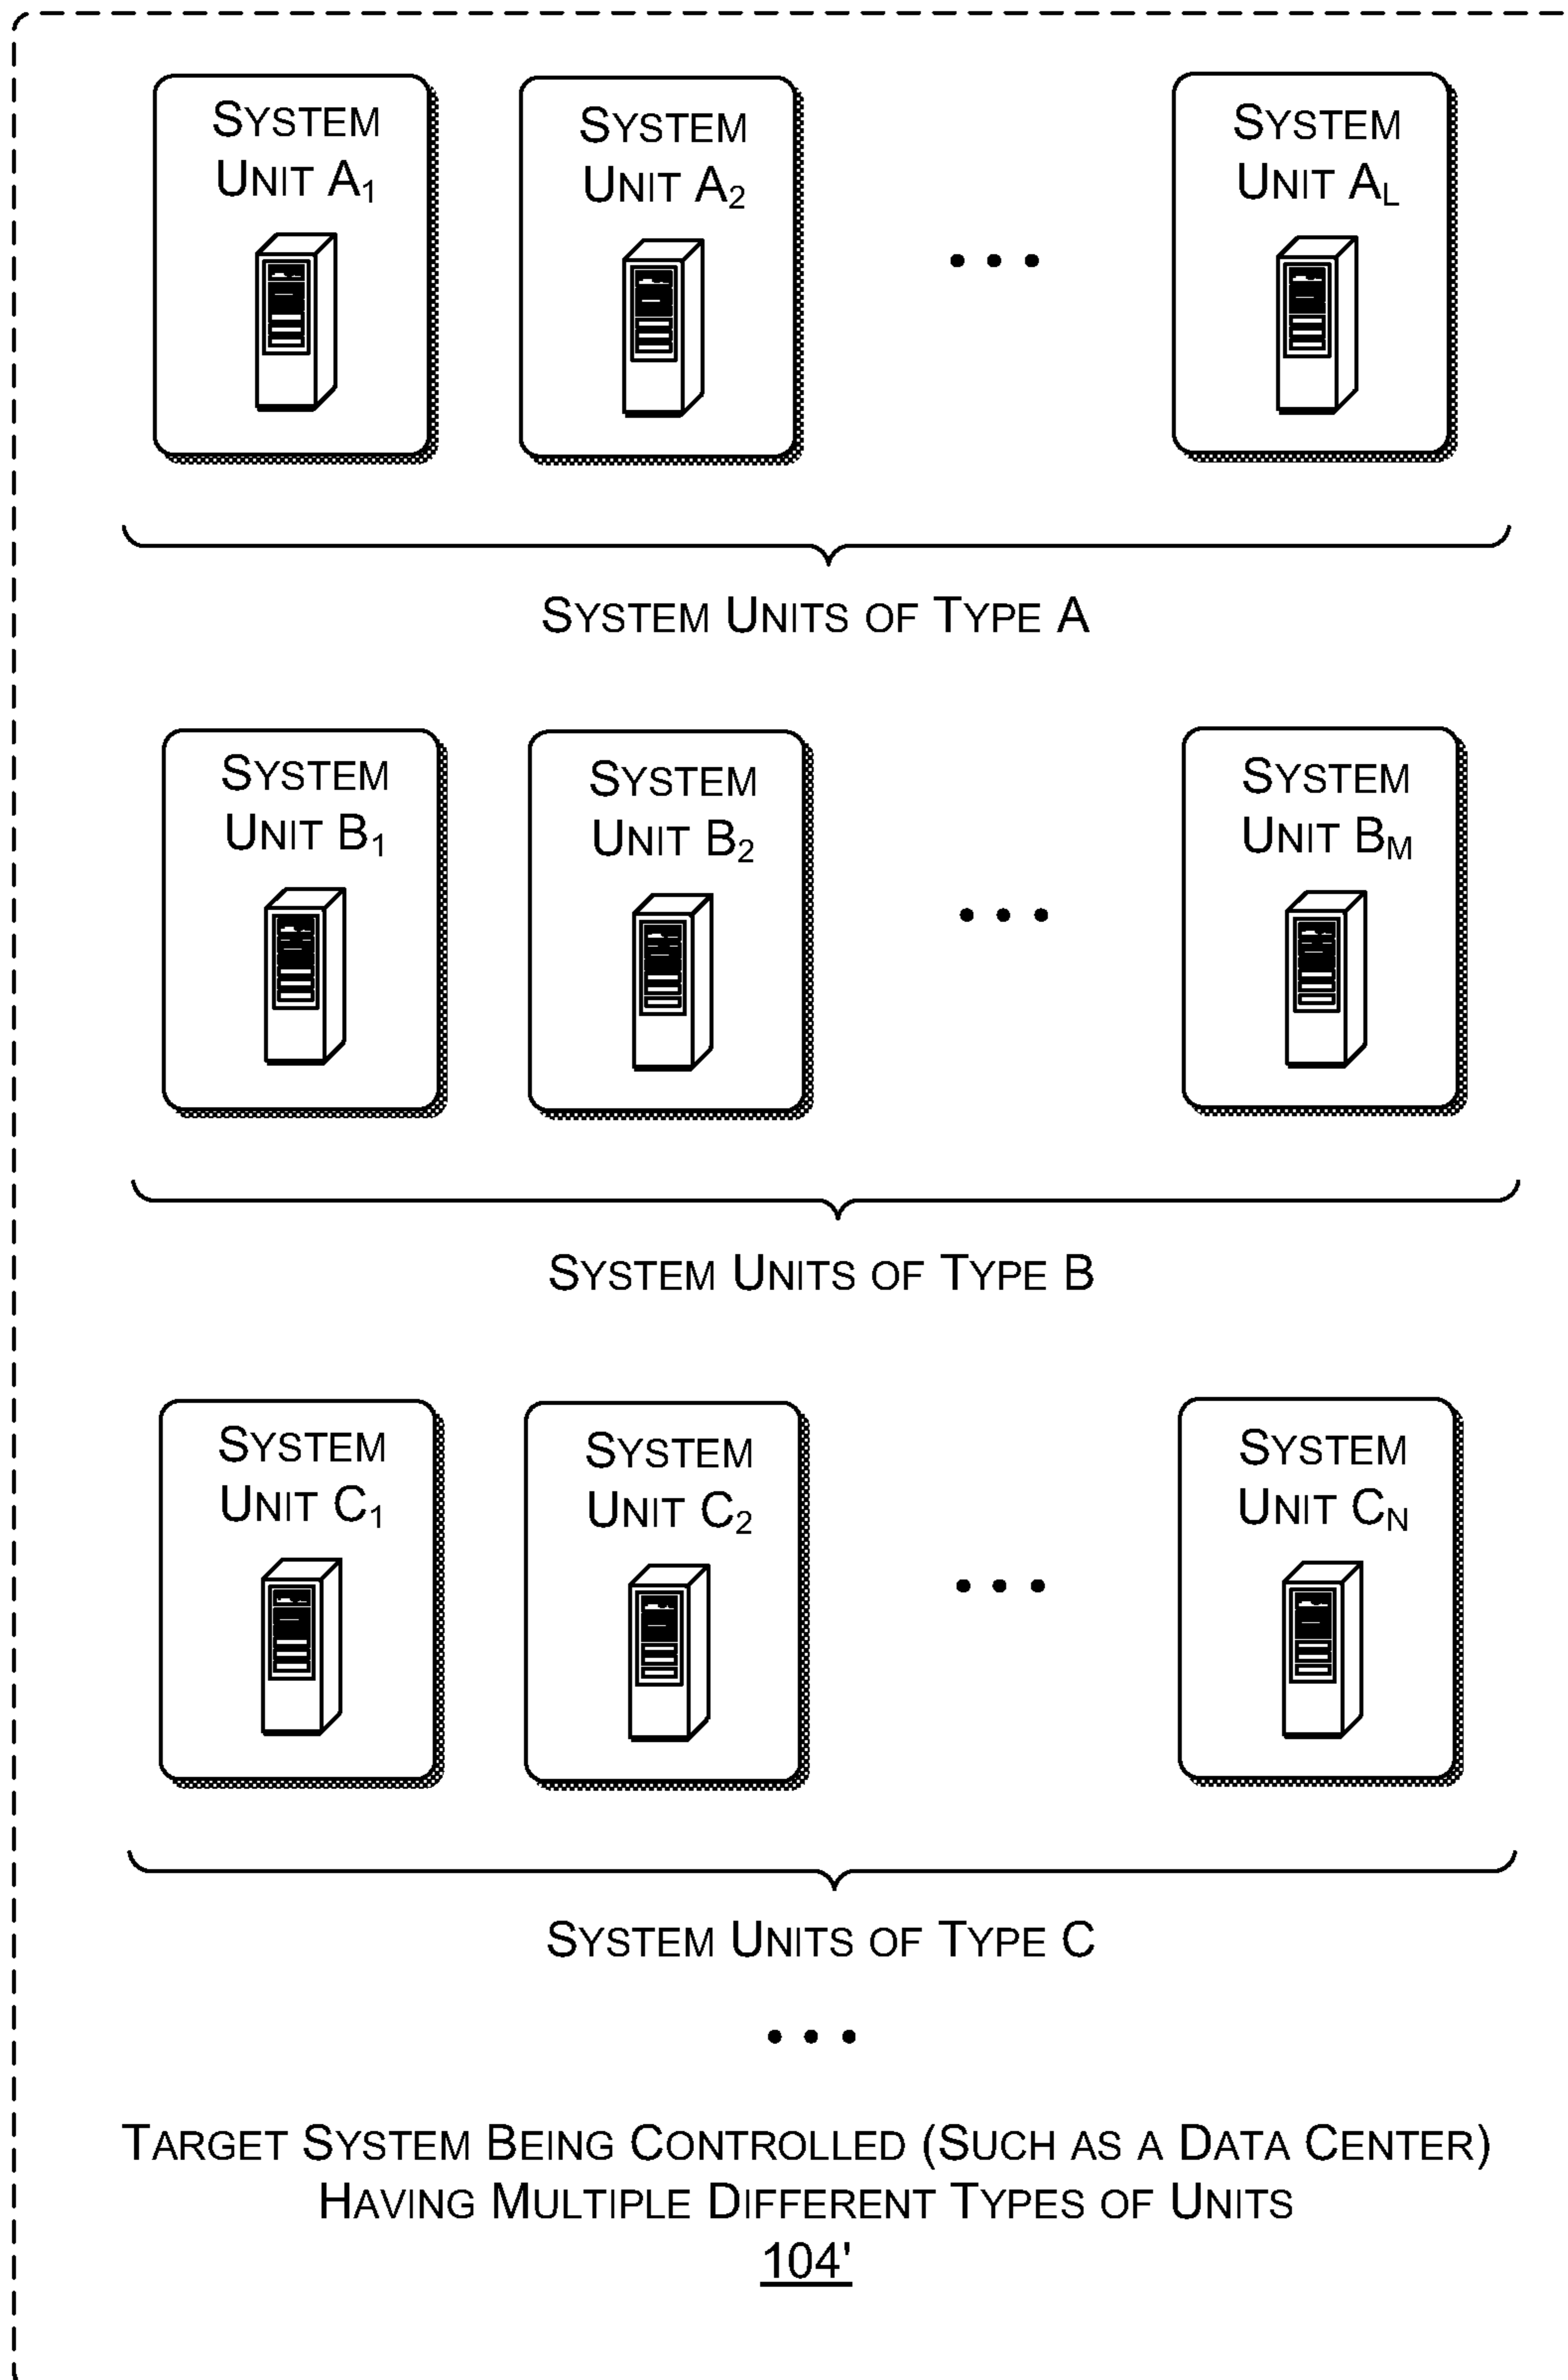 SYSTEM
UNIT A₁
SYSTEM
UNIT A₂
• • •
SYSTEM
UNIT Aₗ
SYSTEM UNITS OF TYPE A
SYSTEM
UNIT B₁
SYSTEM
UNIT B₂
• • •
SYSTEM
UNIT Bₘ
SYSTEM UNITS OF TYPE B
SYSTEM
UNIT C₁
SYSTEM
UNIT C₂
• • •
SYSTEM
UNIT Cₙ
SYSTEM UNITS OF TYPE C
• • •
TARGET SYSTEM BEING CONTROLLED (SUCH AS A DATA CENTER)
HAVING MULTIPLE DIFFERENT TYPES OF UNITS
104'